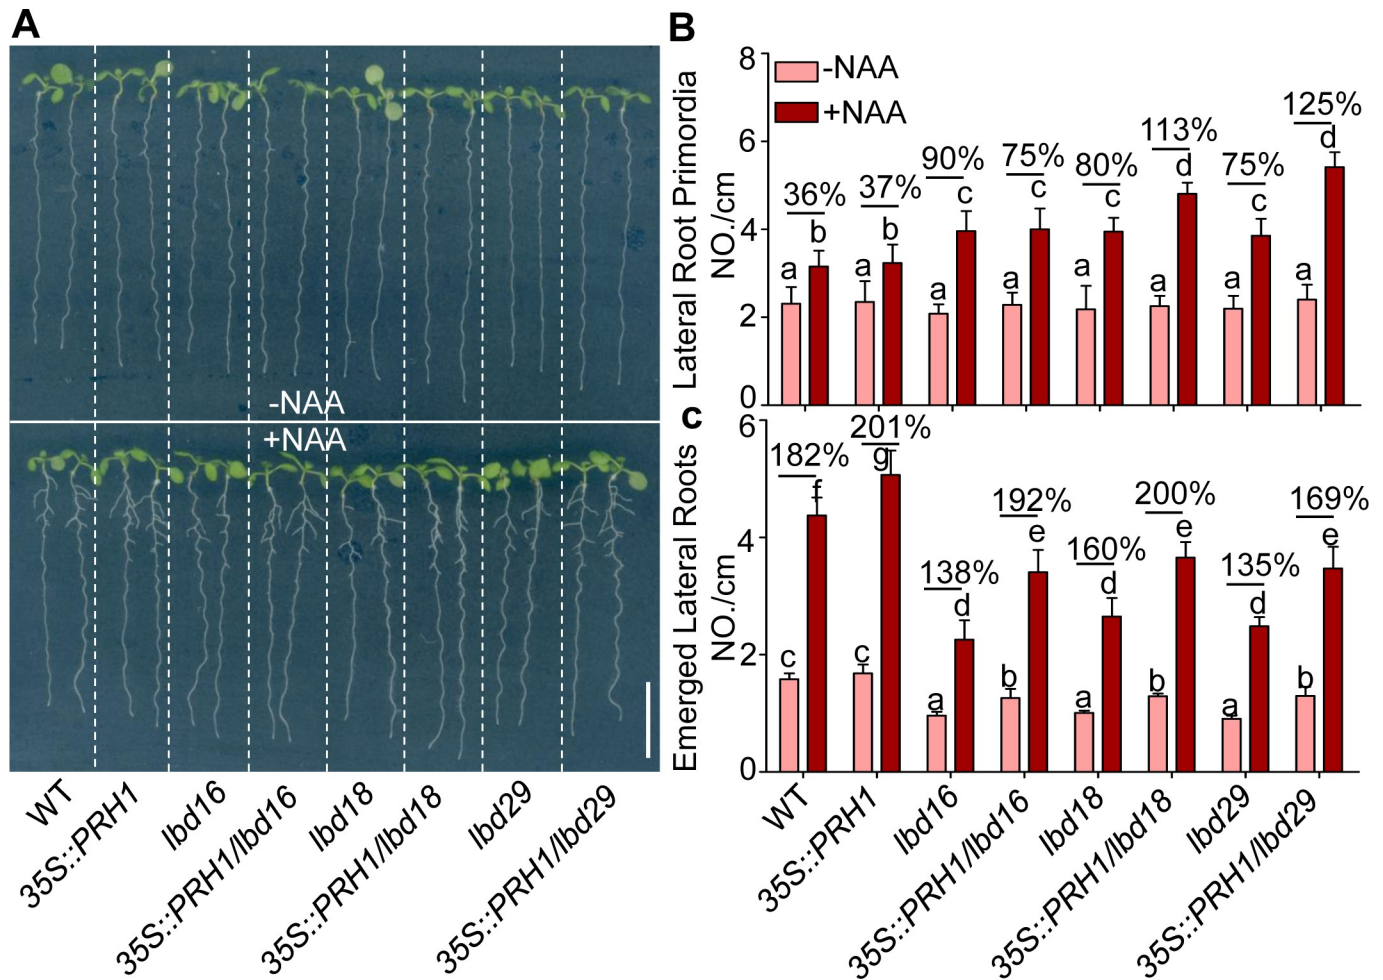 A
-NAA
+NAA
WT
35S::PRH1
lbd16
35S::PRH1/lbd16
lbd18
35S::PRH1/lbd18
lbd29
35S::PRH1/lbd29
B
Lateral Root Primordia
NO./cm
8
6
4
2
0
-NAA
+NAA
36%
37%
90%
75%
80%
113%
75%
125%
a b a b a c a c a c a d a c a d
c
Emerged Lateral Roots
NO./cm
6
4
2
0
182%
201%
138%
192%
160%
200%
135%
169%
c f c g a d b e a d b e a d b e
WT
35S::PRH1
lbd16
35S::PRH1/lbd16
lbd18
35S::PRH1/lbd18
lbd29
35S::PRH1/lbd29